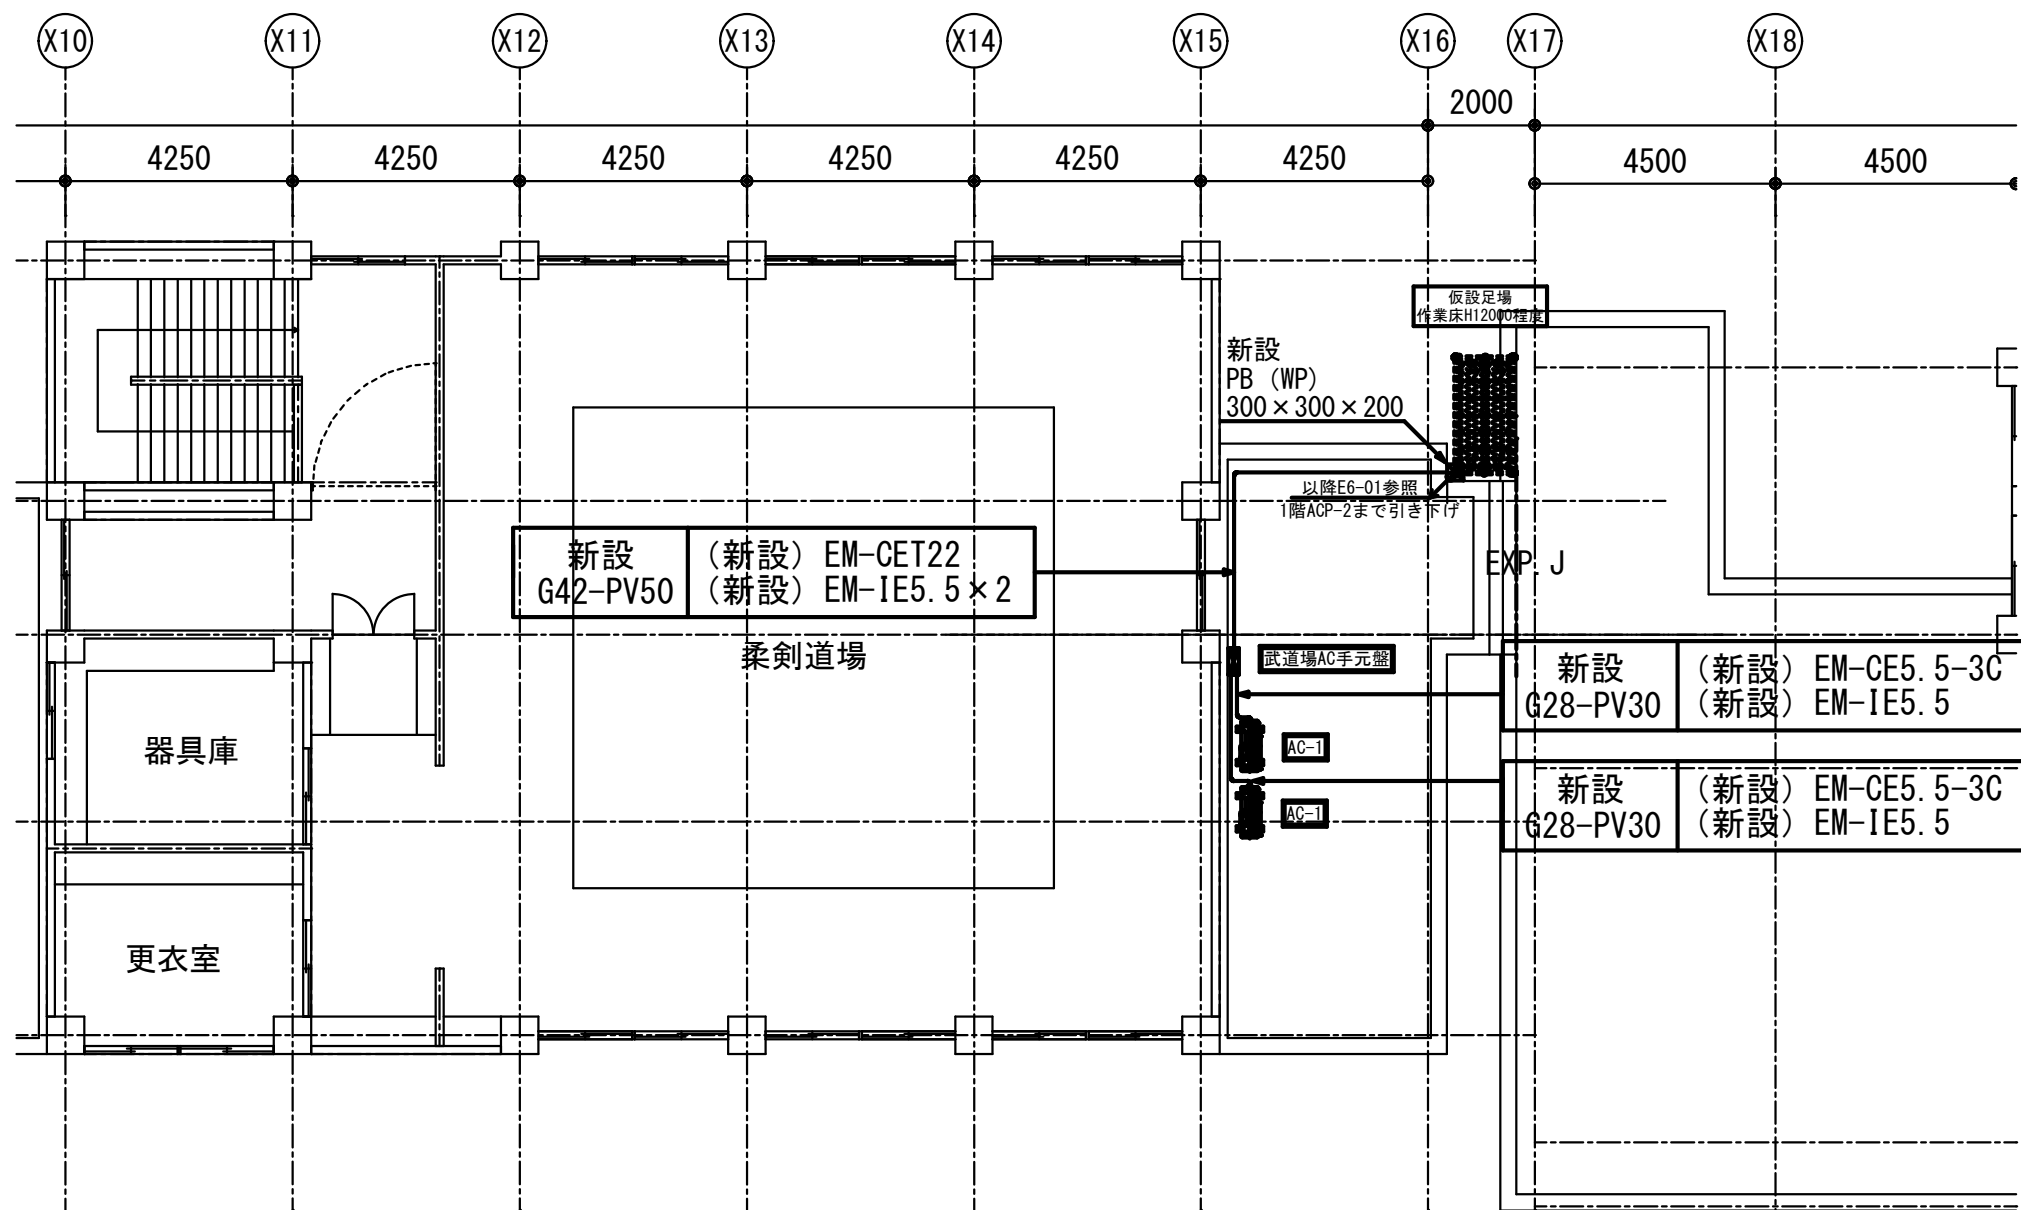 X10 X11 X12 X13 X14 X15 X16 X17 X18
2000
4250 4250 4250 4250 4250 4250 4500 4500
仮設足場
作業床H12000程度
新設
PB (WP)
300×300×200
以降E6-01参照
1階ACP-2まで引き下げ
新設
G42-PV50
(新設) EM-CET22
(新設) EM-IE5.5×2
EXP.J
柔剣道場
武道場AC手元盤
新設
G28-PV30
(新設) EM-CE5.5-3C
(新設) EM-IE5.5
器具庫
AC-1
新設
G28-PV30
(新設) EM-CE5.5-3C
(新設) EM-IE5.5
AC-1
更衣室